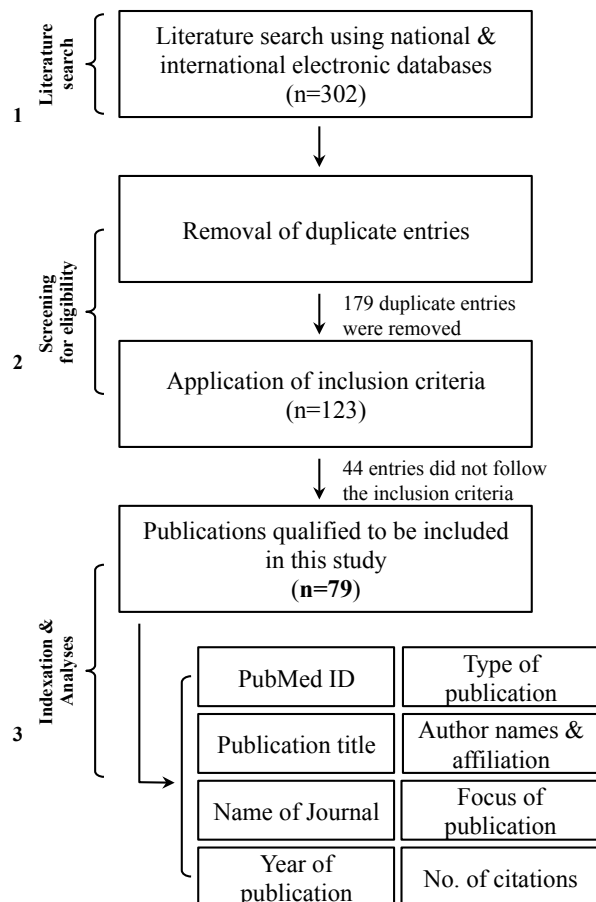 1
Literature
search
Literature search using national &
international electronic databases
(n=302)
2
Screening
for eligibility
Removal of duplicate entries
179 duplicate entries
were removed
Application of inclusion criteria
(n=123)
44 entries did not follow
the inclusion criteria
3
Indexation &
Analyses
Publications qualified to be included
in this study
(n=79)
PubMed ID
Type of
publication
Publication title
Author names &
affiliation
Name of Journal
Focus of
publication
Year of
publication
No. of citations